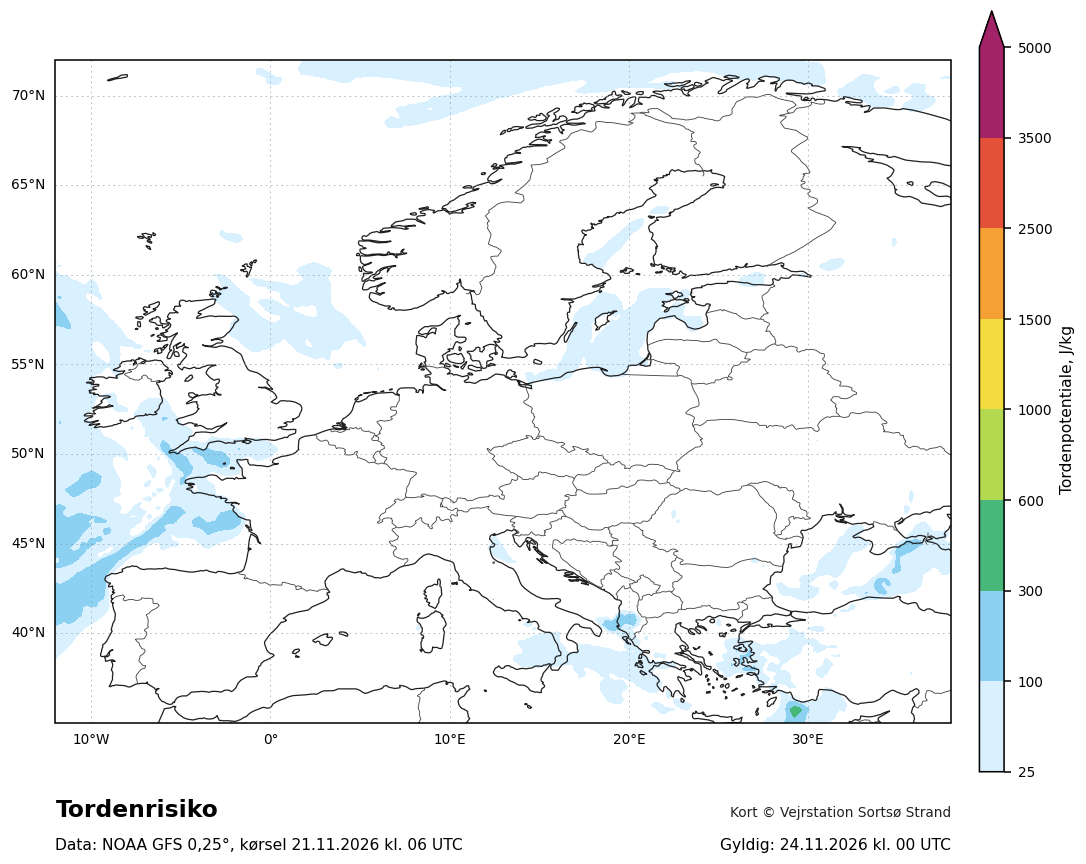 70°N
65°N
60°N
55°N
50°N
45°N
40°N
10°W
0°
10°E
20°E
30°E
5000
3500
2500
1500
1000
600
300
100
25
Tordenpotentiale, J/kg
Tordenrisiko
Kort © Vejrstation Sortsø Strand
Data: NOAA GFS 0,25°, kørsel 21.11.2026 kl. 06 UTC
Gyldig: 24.11.2026 kl. 00 UTC